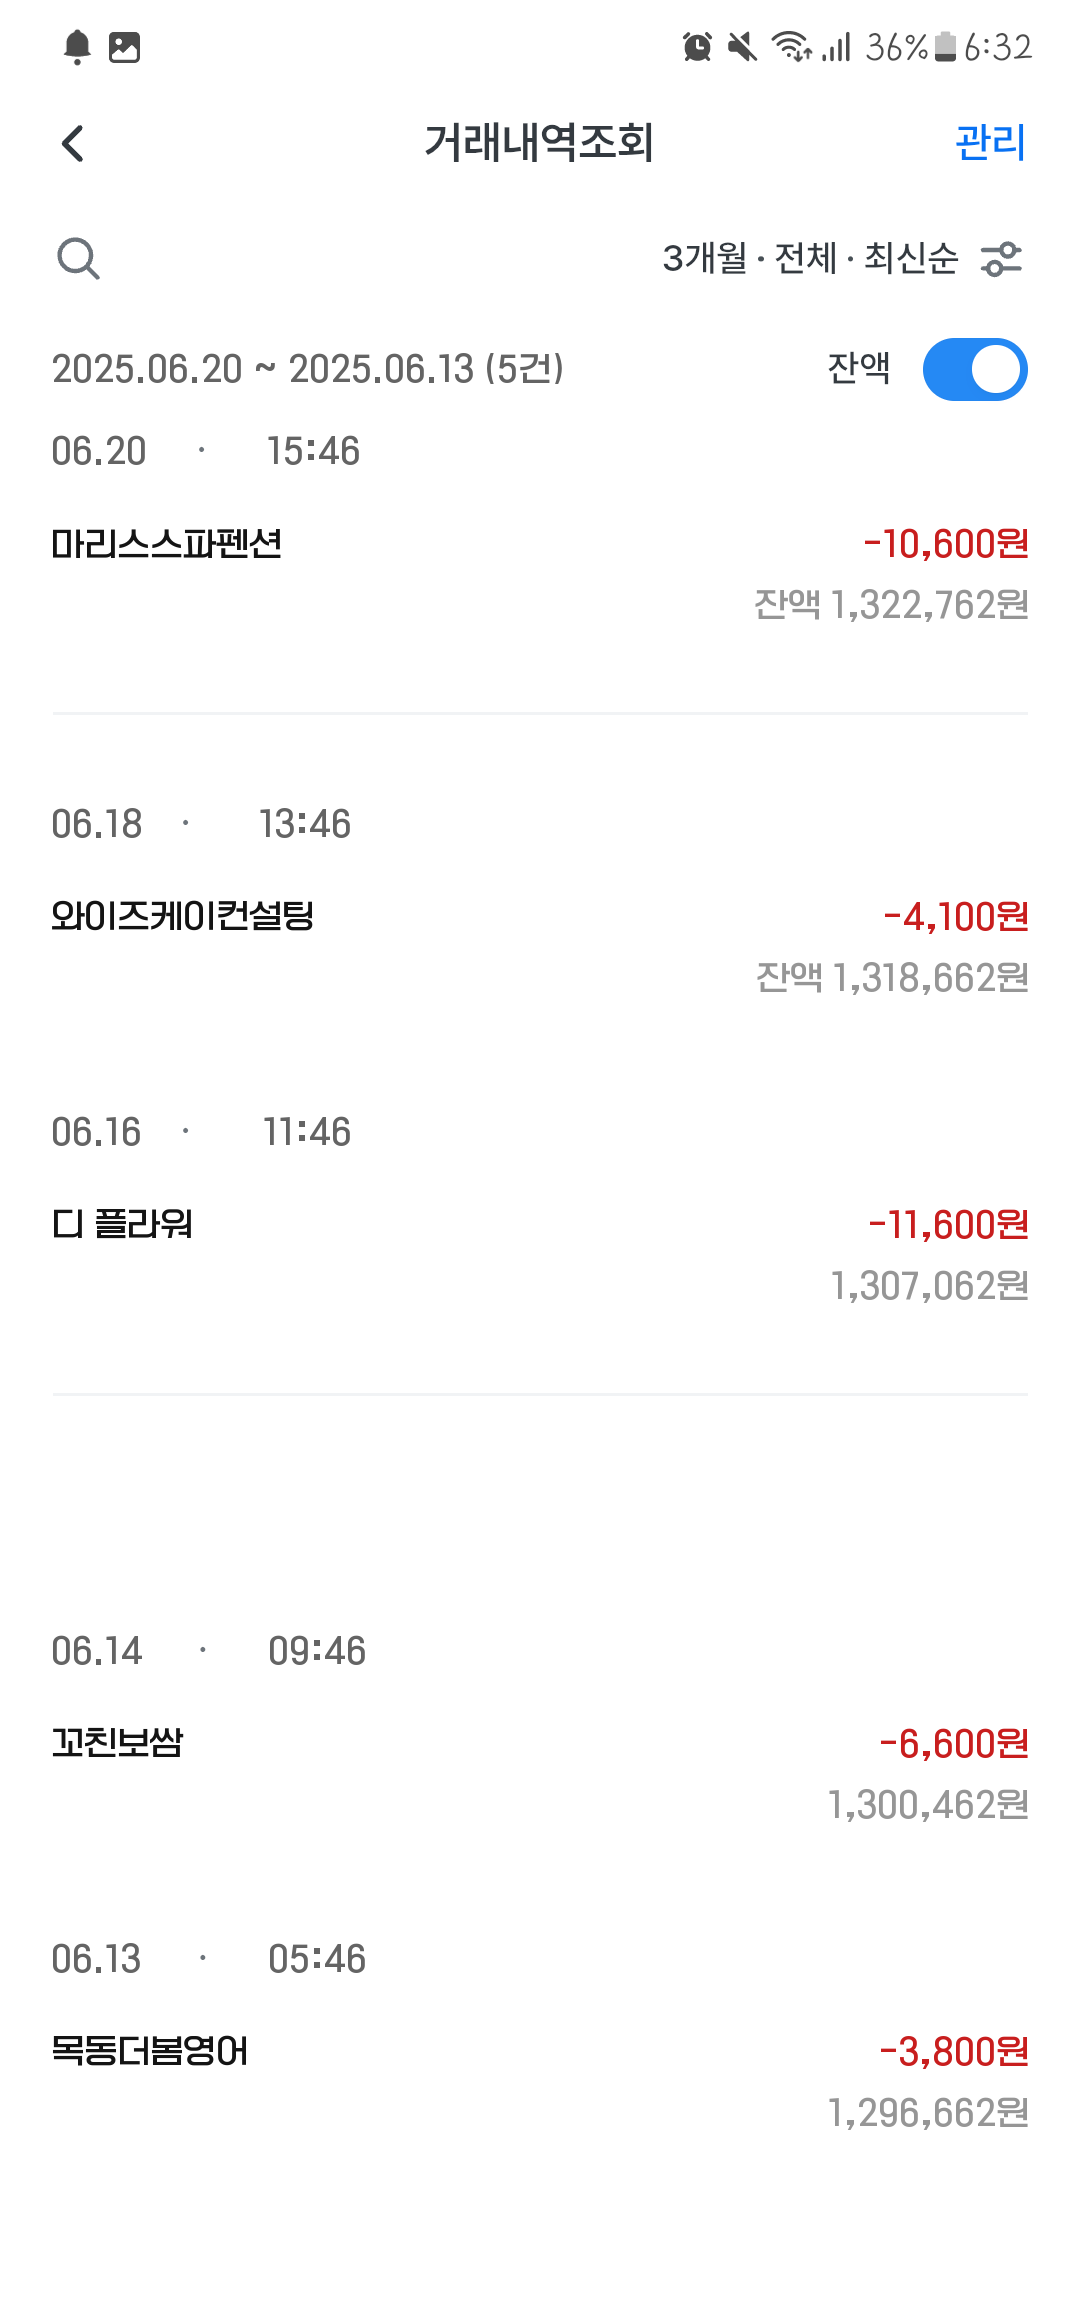 36% 6:32
거래내역조회 관리
3개월 · 전체 · 최신순
2025.06.20 ~ 2025.06.13 (5건) 잔액
06.20 · 15:46
마리스스파펜션 -10,600원
잔액 1,322,762원
06.18 · 13:46
와이즈케이컨설팅 -4,100원
잔액 1,318,662원
06.16 · 11:46
디 플라워 -11,600원
1,307,062원
06.14 · 09:46
꼬친보쌈 -6,600원
1,300,462원
06.13 · 05:46
목동더봄영어 -3,800원
1,296,662원